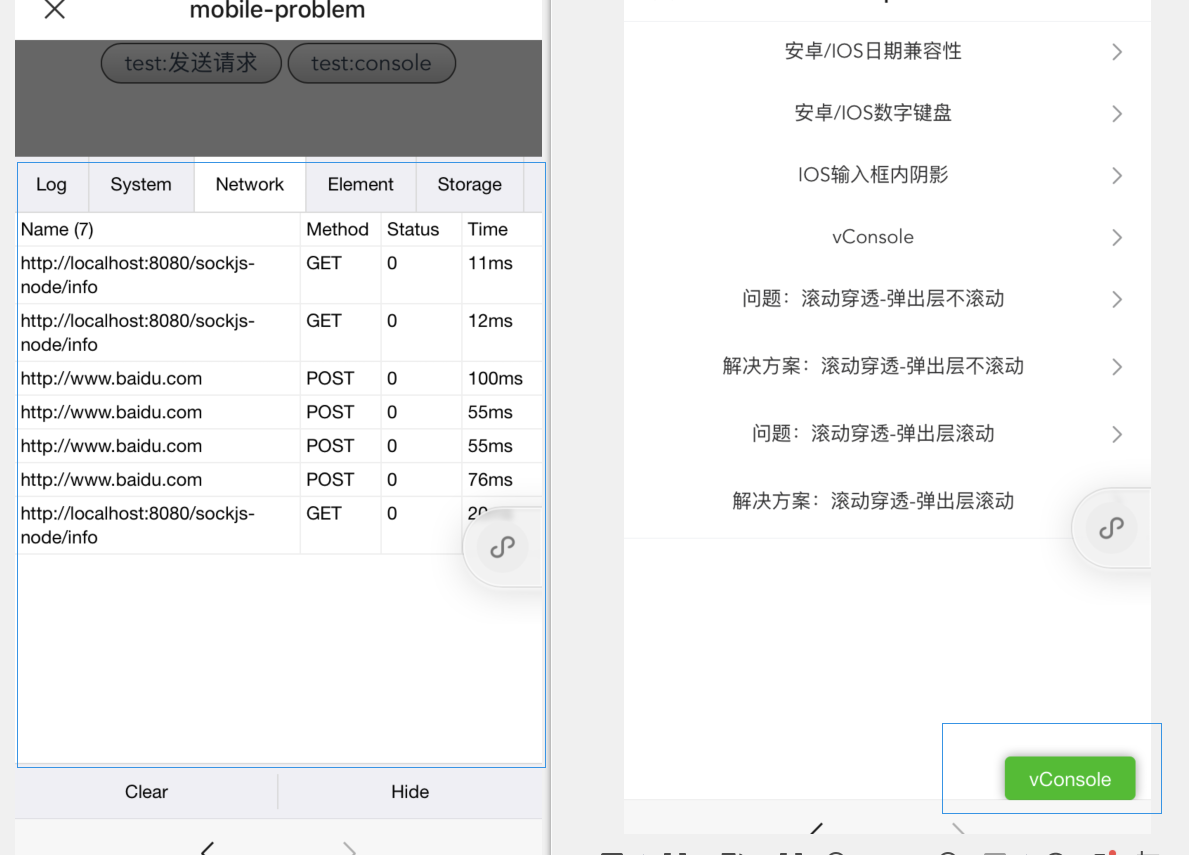 mobile-problem
test:发送请求 test:console
Log System Network Element Storage
Name (7) Method Status Time
http://localhost:8080/sockjs-node/info GET 0 11ms
http://localhost:8080/sockjs-node/info GET 0 12ms
http://www.baidu.com POST 0 100ms
http://www.baidu.com POST 0 55ms
http://www.baidu.com POST 0 55ms
http://www.baidu.com POST 0 76ms
http://localhost:8080/sockjs-node/info GET 0
Clear Hide
安卓/IOS日期兼容性
安卓/IOS数字键盘
IOS输入框内阴影
vConsole
问题：滚动穿透-弹出层不滚动
解决方案：滚动穿透-弹出层不滚动
问题：滚动穿透-弹出层滚动
解决方案：滚动穿透-弹出层滚动
vConsole